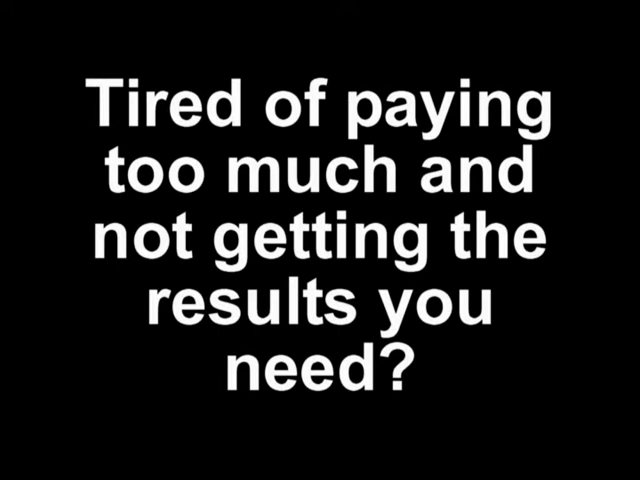 Tired of paying
too much and
not getting the
results you
need?